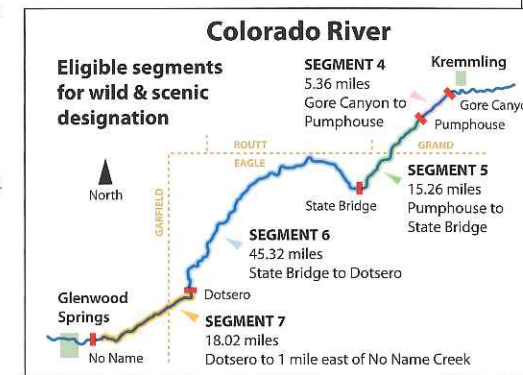 Colorado River
Eligible segments
for wild & scenic
designation
North
SEGMENT 4
5.36 miles
Gore Canyon to
Pumphouse
Kremmling
Pumphouse
ROUTT
EAGLE
GRAND
GARFIELD
SEGMENT 5
15.26 miles
Pumphouse to
State Bridge
State Bridge
SEGMENT 6
45.32 miles
State Bridge to Dotsero
Dotsero
Glenwood
Springs
No Name
SEGMENT 7
18.02 miles
Dotsero to 1 mile east of No Name Creek
Gore Cany